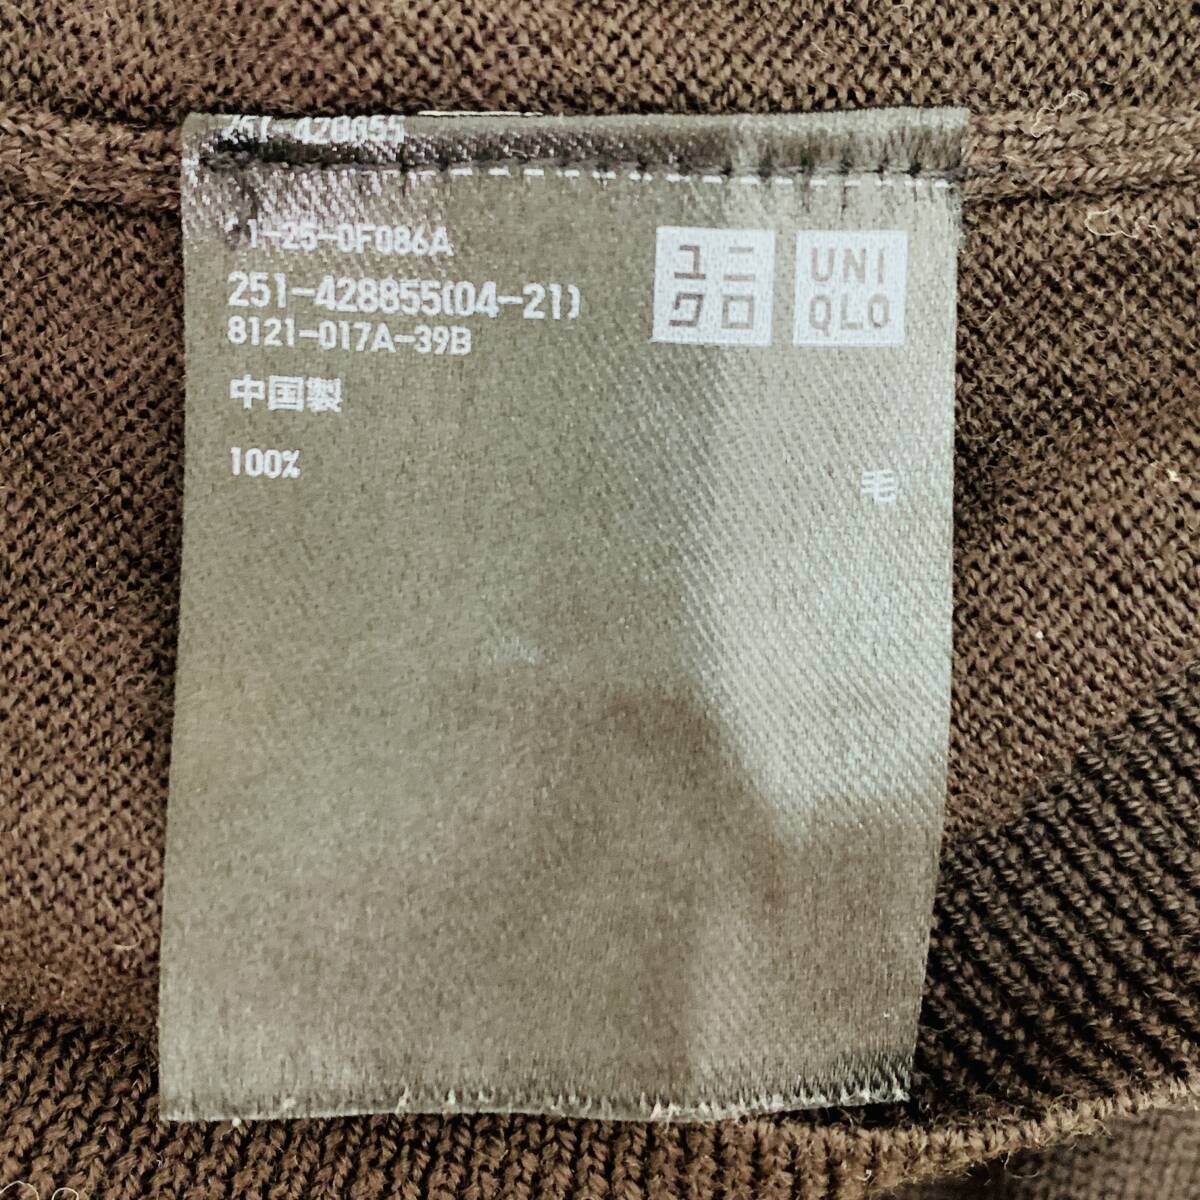 251-428855
1-25-0F086A
251-428855(04-21)
8121-017A-39B
ユニ
クロ
UNI
QLO
中国製
100% 毛